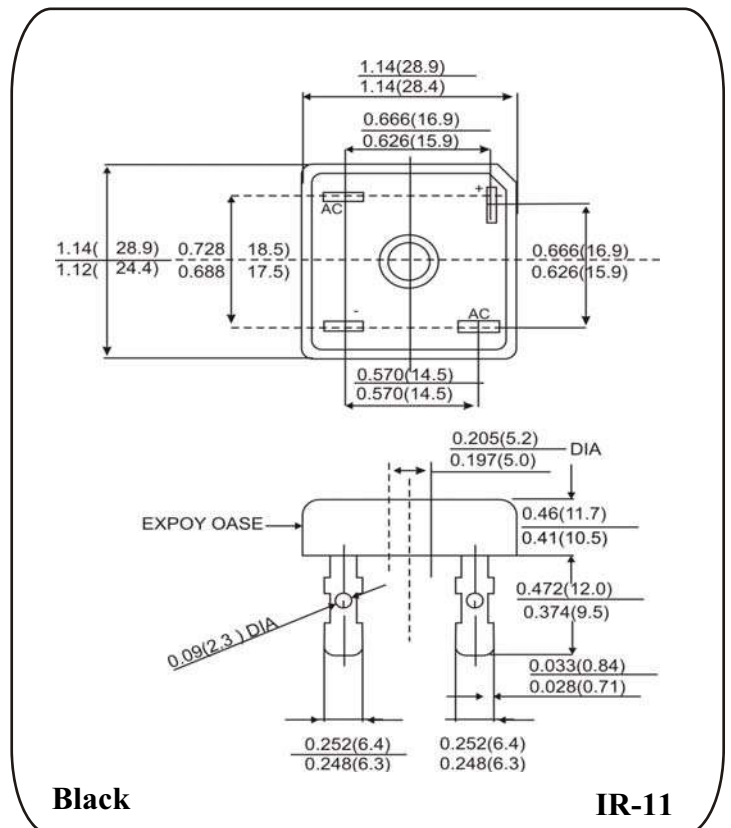 1.14(28.9)
1.14(28.4)
0.666(16.9)
0.626(15.9)
+
AC
1.14( 28.9) 0.728 18.5) 0.666(16.9)
1.12( 24.4) 0.688 17.5) 0.626(15.9)
- AC
0.570(14.5)
0.570(14.5)
0.205(5.2)
0.197(5.0) DIA
EXPOY OASE
0.46(11.7)
0.41(10.5)
0.472(12.0)
0.374(9.5)
0.09(2.3 ) DIA
0.033(0.84)
0.028(0.71)
0.252(6.4) 0.252(6.4)
0.248(6.3) 0.248(6.3)
Black IR-11